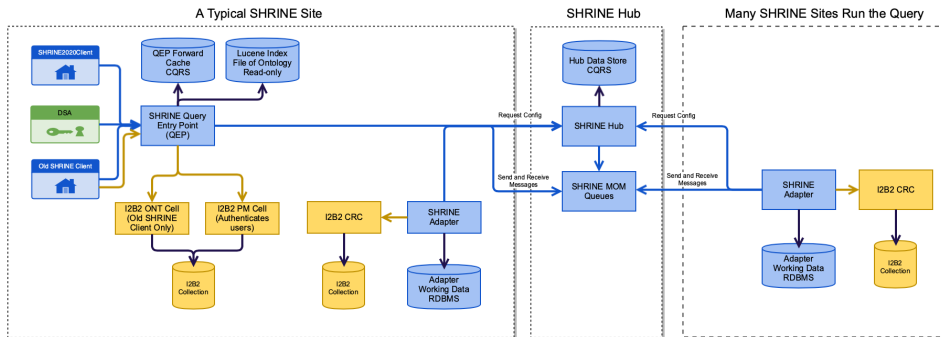 A Typical SHRINE Site
SHRINE Hub
Many SHRINE Sites Run the Query
SHRINE2020Client
QEP Forward
Cache
CQRS
Lucene Index
File of Ontology
Read-only
Hub Data Store
CQRS
DSA
SHRINE Query
Entry Point
(QEP)
Request Config
SHRINE Hub
Request Config
Old SHRINE Client
Send and Receive
Messages
SHRINE MOM
Queues
Send and Receive
Messages
SHRINE
Adapter
I2B2 CRC
I2B2 ONT Cell
(Old SHRINE
Client Only)
I2B2 PM Cell
(Authenticates
users)
I2B2 CRC
SHRINE
Adapter
I2B2
Collection
I2B2
Collection
Adapter
Working Data
RDBMS
Adapter
Working Data
RDBMS
I2B2
Collection